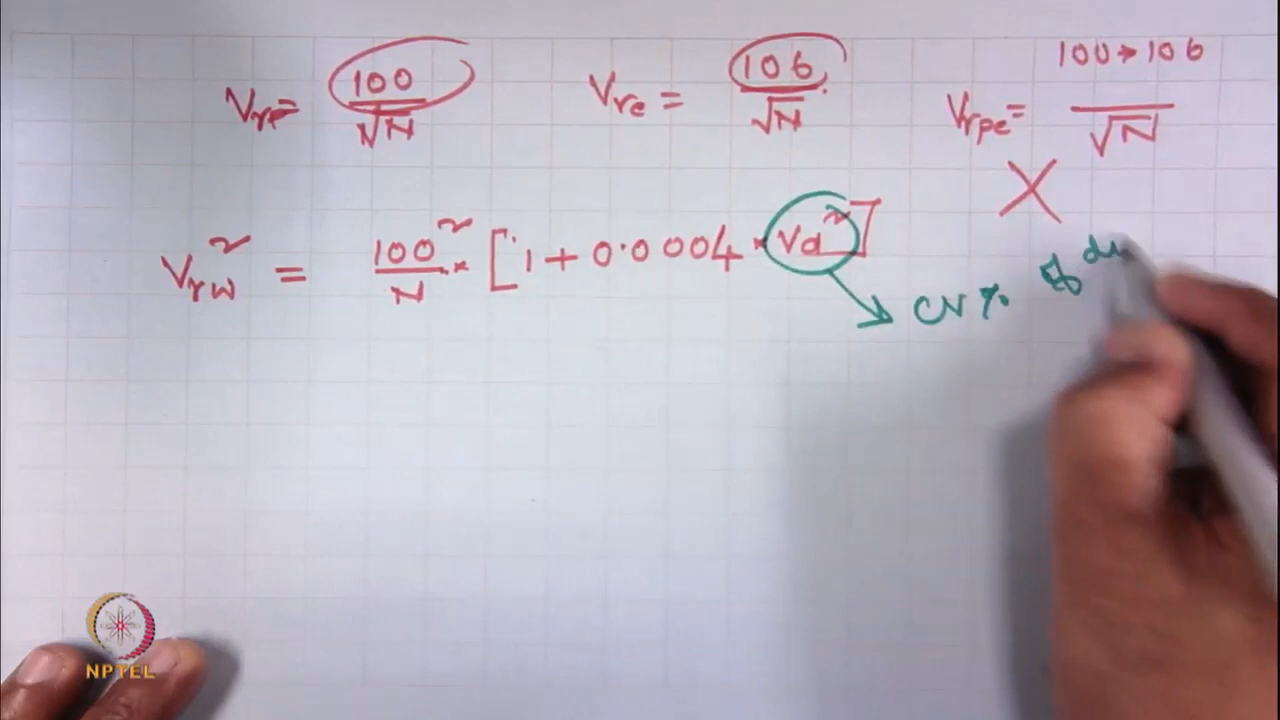 Vrp = 100/√N Vre = 106/√N Vrpe = 100→106/√N
X
Vrw² = 100²/N * [1 + 0.0004 * Vd²]
CV% of
NPTEL